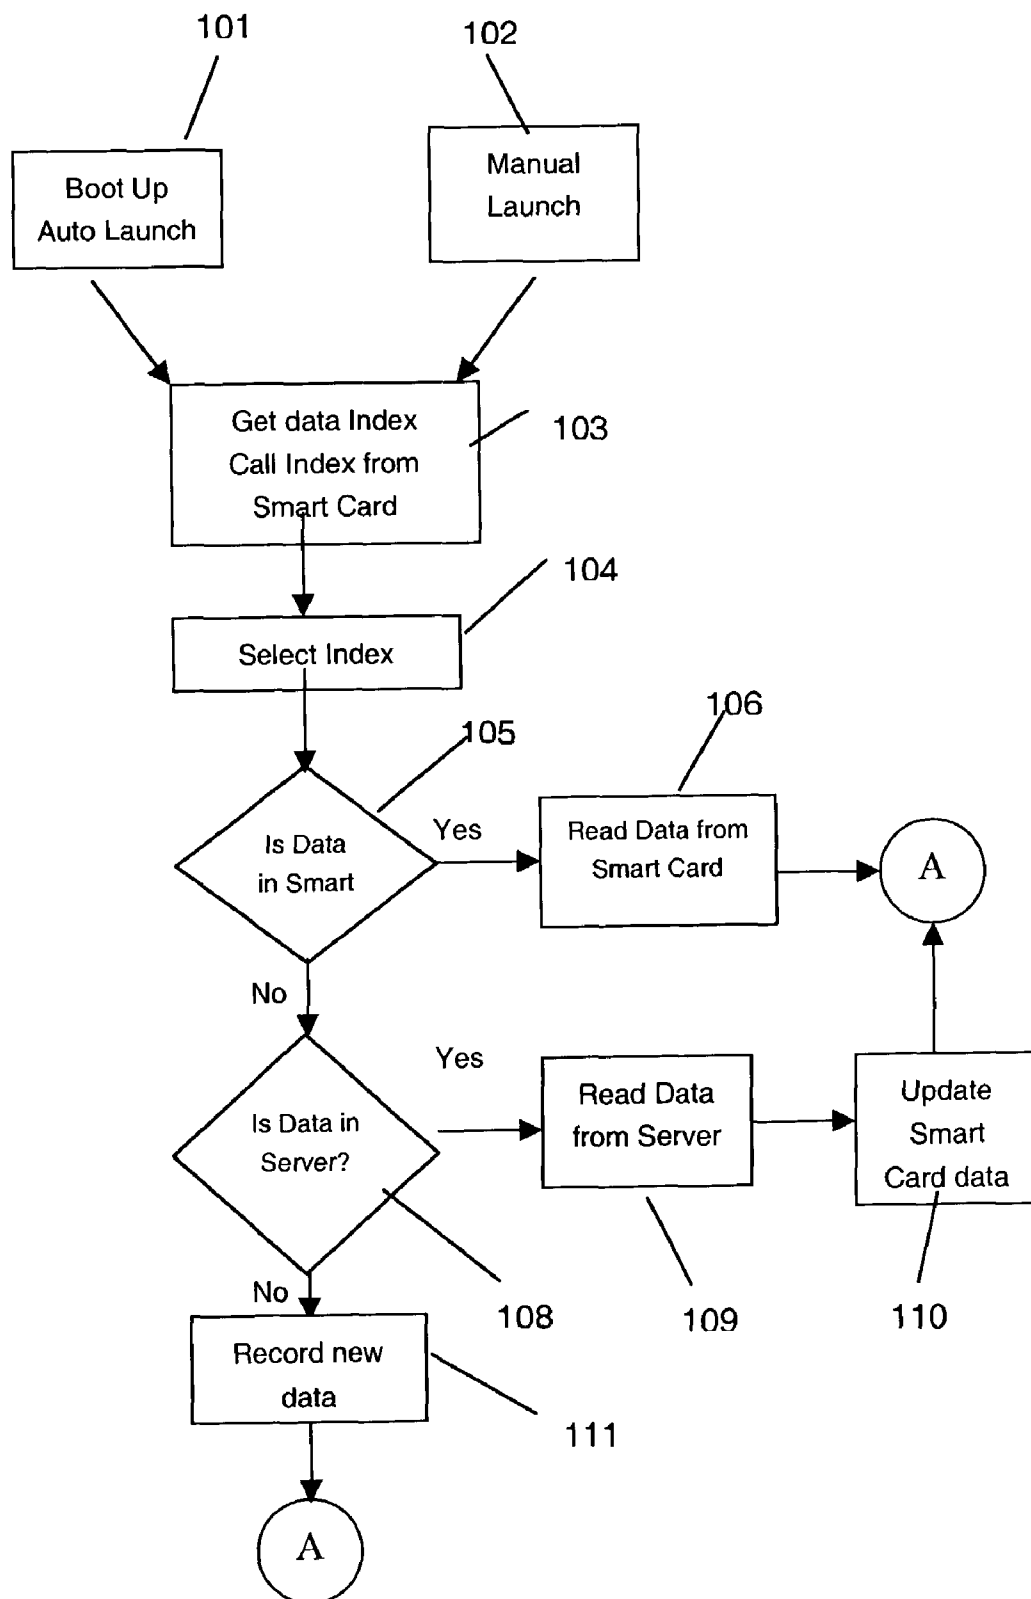 101
102
Boot Up
Auto Launch
Manual
Launch
Get data Index
Call Index from
Smart Card
103
104
Select Index
105
106
Is Data
in Smart
Yes
Read Data from
Smart Card
A
No
Is Data in
Server?
Yes
Read Data
from Server
Update
Smart
Card data
No
108
109
110
Record new
data
111
A